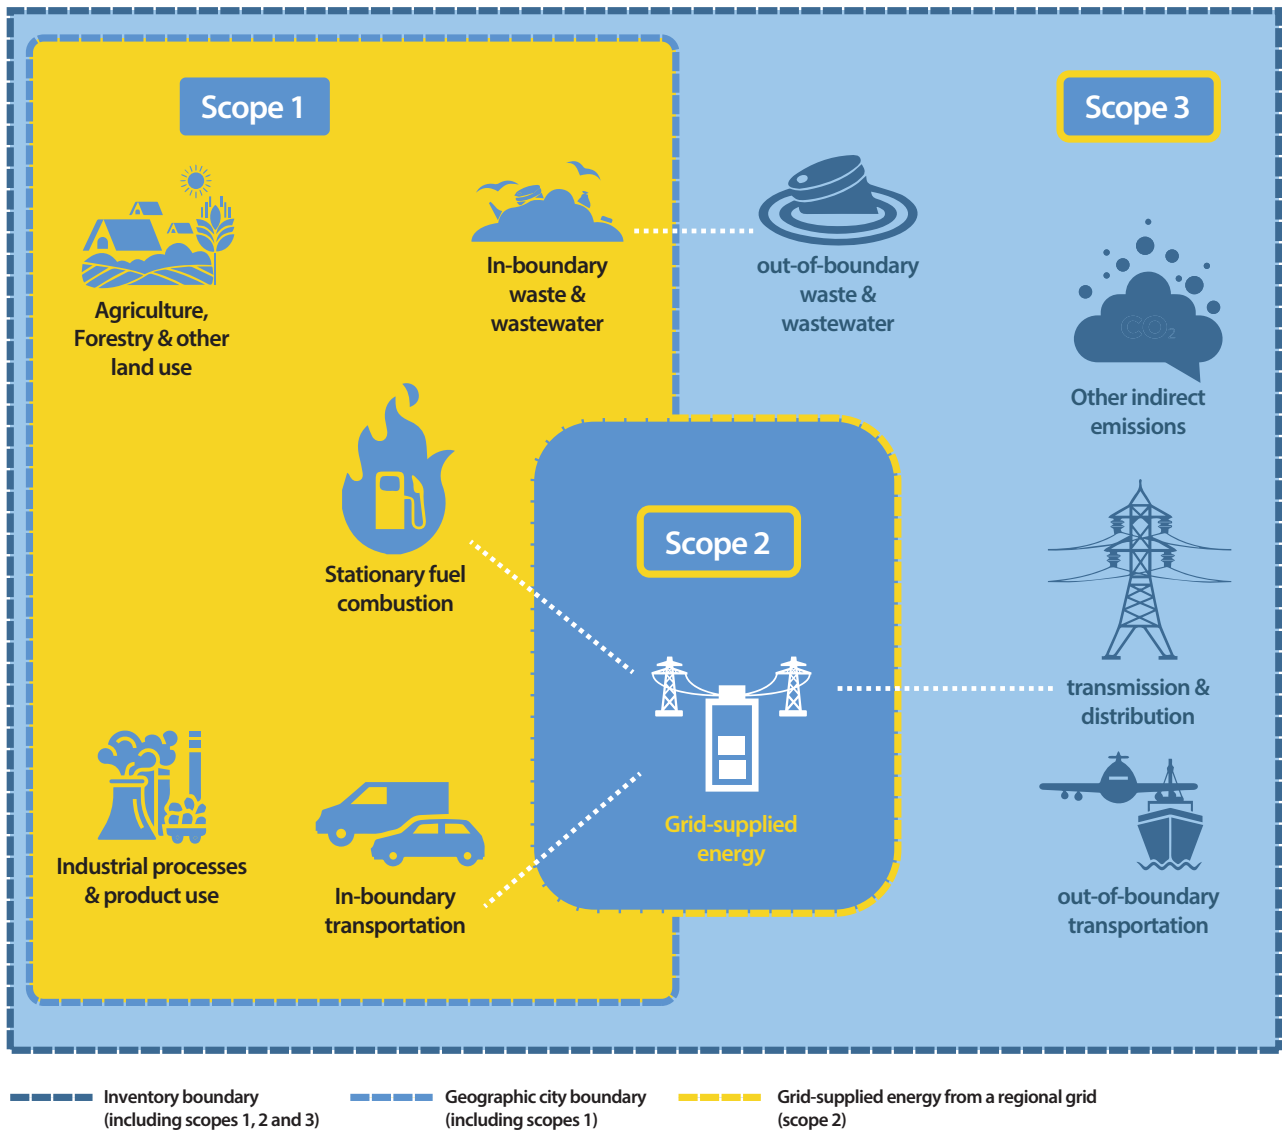 Scope 1
Scope 3
Agriculture,
Forestry & other
land use
In-boundary
waste &
wastewater
out-of-boundary
waste &
wastewater
CO2
Other indirect
emissions
Stationary fuel
combustion
Scope 2
Grid-supplied
energy
transmission &
distribution
Industrial processes
& product use
In-boundary
transportation
out-of-boundary
transportation
Inventory boundary
(including scopes 1, 2 and 3)
Geographic city boundary
(including scopes 1)
Grid-supplied energy from a regional grid
(scope 2)